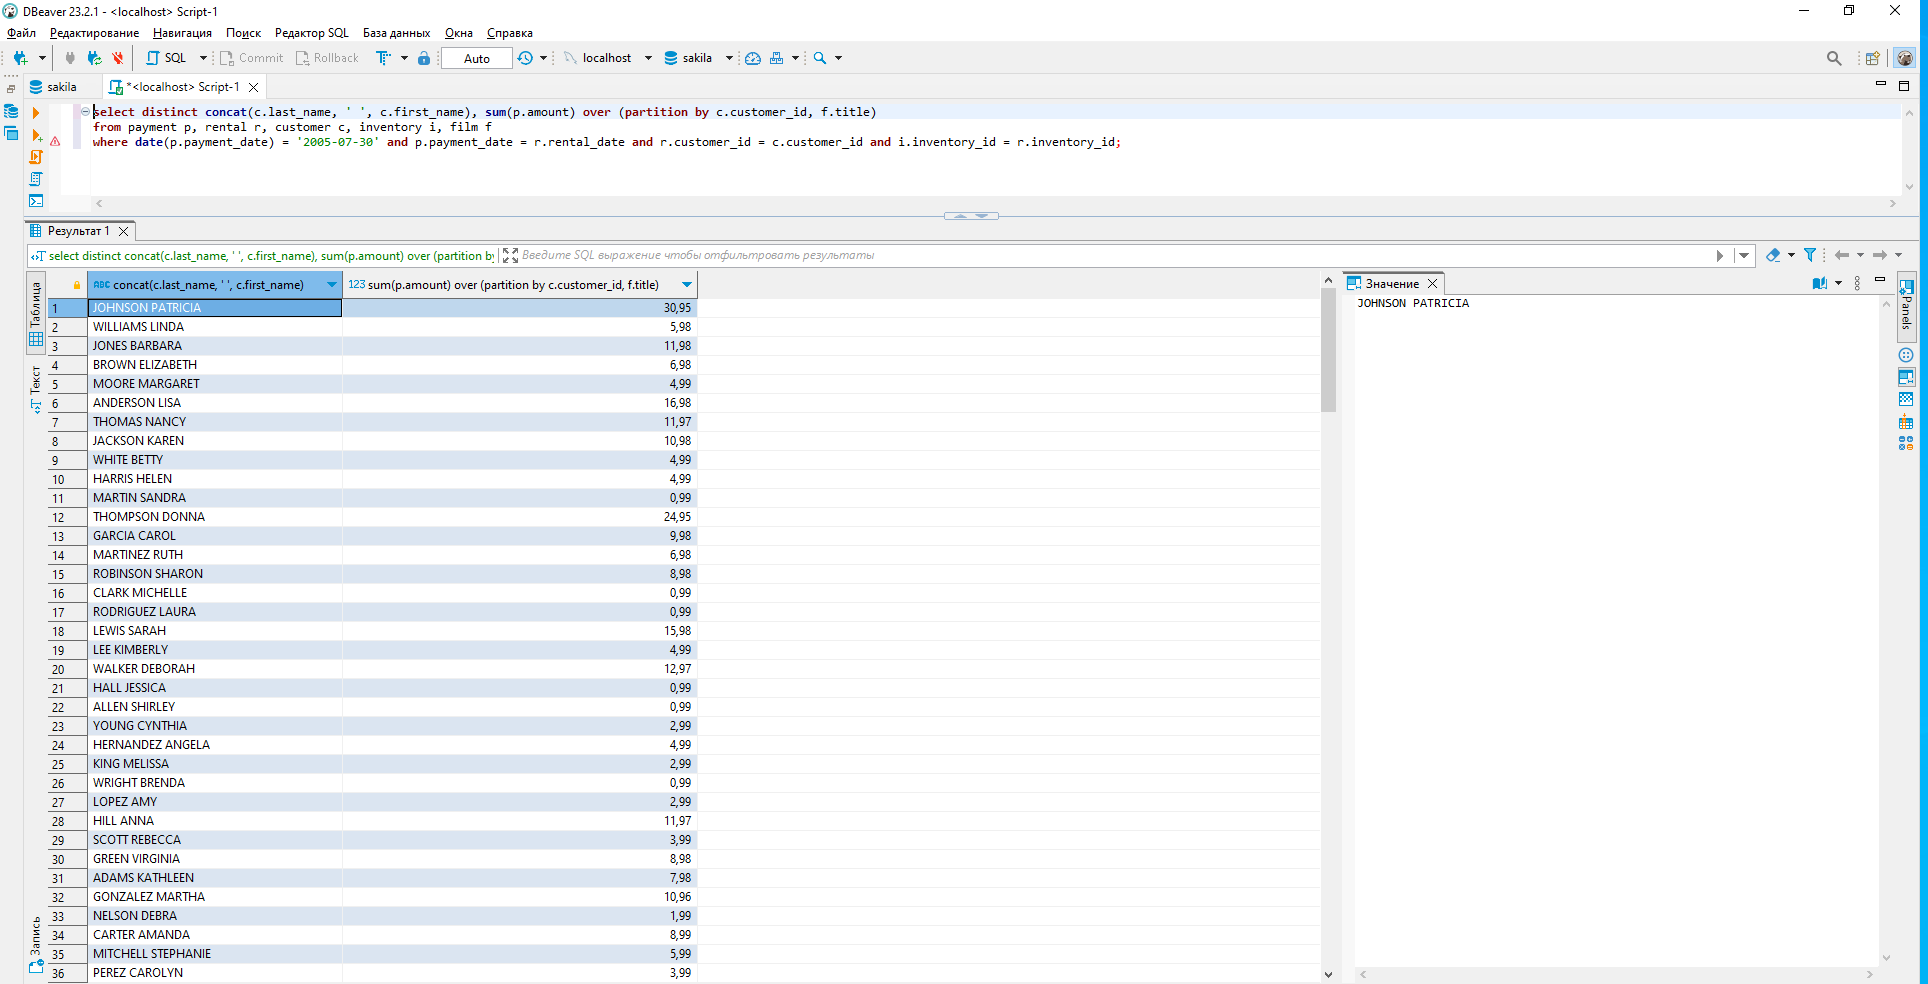 DBeaver 23.2.1 - <localhost> Script-1
Файл Редактирование Навигация Поиск Редактор SQL База данных Окна Справка
SQL Commit Rollback Auto localhost sakila
sakila *<localhost> Script-1
select distinct concat(c.last_name, ' ', c.first_name), sum(p.amount) over (partition by c.customer_id, f.title)
from payment p, rental r, customer c, inventory i, film f
where date(p.payment_date) = '2005-07-30' and p.payment_date = r.rental_date and r.customer_id = c.customer_id and i.inventory_id = r.inventory_id;
Результат 1
select distinct concat(c.last_name, ' ', c.first_name), sum(p.amount) over (partition by Введите SQL выражение чтобы отфильтровать результаты
Таблица
Текст
Запись
ABC concat(c.last_name, ' ', c.first_name) 123 sum(p.amount) over (partition by c.customer_id, f.title)
1 JOHNSON PATRICIA 30,95
2 WILLIAMS LINDA 5,98
3 JONES BARBARA 11,98
4 BROWN ELIZABETH 6,98
5 MOORE MARGARET 4,99
6 ANDERSON LISA 16,98
7 THOMAS NANCY 11,97
8 JACKSON KAREN 10,98
9 WHITE BETTY 4,99
10 HARRIS HELEN 4,99
11 MARTIN SANDRA 0,99
12 THOMPSON DONNA 24,95
13 GARCIA CAROL 9,98
14 MARTINEZ RUTH 6,98
15 ROBINSON SHARON 8,98
16 CLARK MICHELLE 0,99
17 RODRIGUEZ LAURA 0,99
18 LEWIS SARAH 15,98
19 LEE KIMBERLY 4,99
20 WALKER DEBORAH 12,97
21 HALL JESSICA 0,99
22 ALLEN SHIRLEY 0,99
23 YOUNG CYNTHIA 2,99
24 HERNANDEZ ANGELA 4,99
25 KING MELISSA 2,99
26 WRIGHT BRENDA 0,99
27 LOPEZ AMY 2,99
28 HILL ANNA 11,97
29 SCOTT REBECCA 3,99
30 GREEN VIRGINIA 8,98
31 ADAMS KATHLEEN 7,98
32 GONZALEZ MARTHA 10,96
33 NELSON DEBRA 1,99
34 CARTER AMANDA 8,99
35 MITCHELL STEPHANIE 5,99
36 PEREZ CAROLYN 3,99
Значение
JOHNSON PATRICIA
Panels